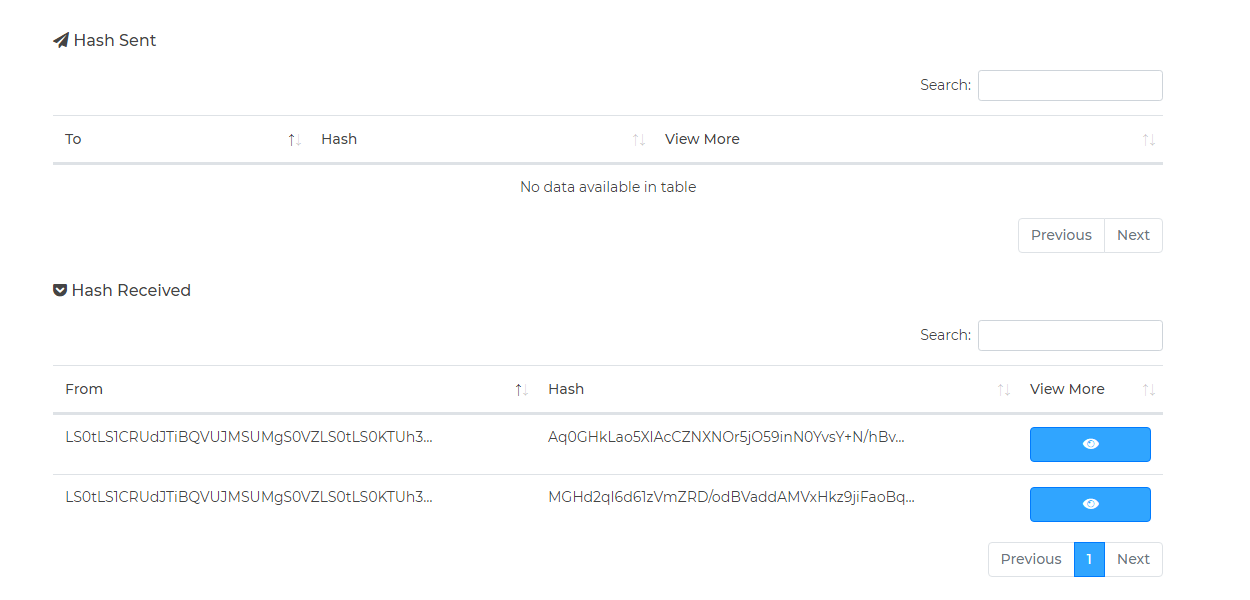 Hash Sent
Search:
To Hash View More
No data available in table
Previous Next
Hash Received
Search:
From Hash View More
LS0tLS1CRUdJTiBQVUJMSUMgS0VZLS0tLS0KTUh3... Aq0GHkLao5XIAcCZNXNOr5jO59inN0YvsY+N/hBv...
LS0tLS1CRUdJTiBQVUJMSUMgS0VZLS0tLS0KTUh3... MGHd2ql6d61zVmZRD/odBVaddAMVxHkz9jiFaoBq...
Previous 1 Next